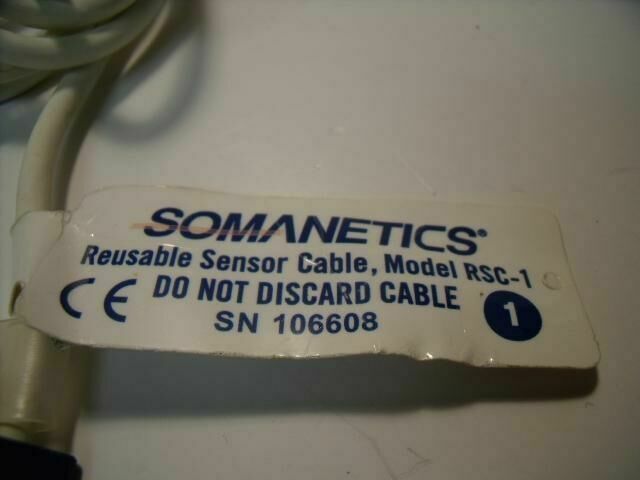 SOMANETICS®
Reusable Sensor Cable, Model RSC-1
CE DO NOT DISCARD CABLE 1
SN 106608